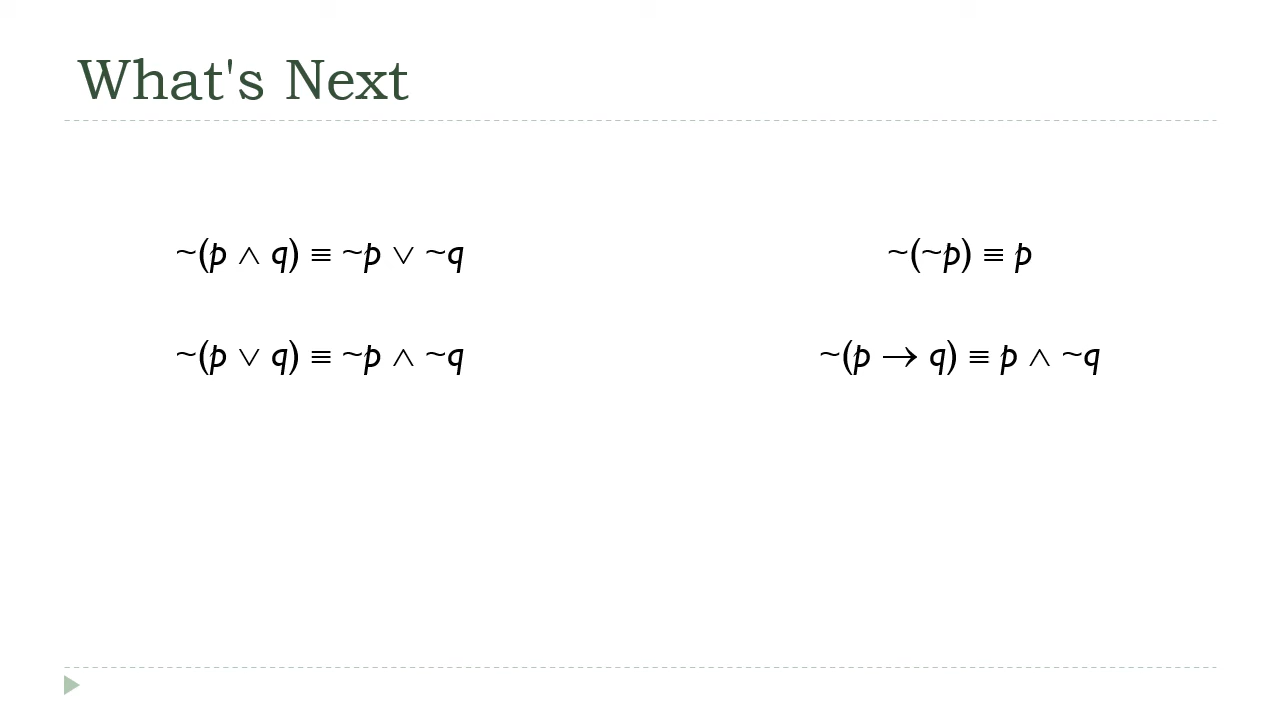 What's Next
~(p ∧ q) ≡ ~p ∨ ~q
~(~p) ≡ p
~(p ∨ q) ≡ ~p ∧ ~q
~(p → q) ≡ p ∧ ~q